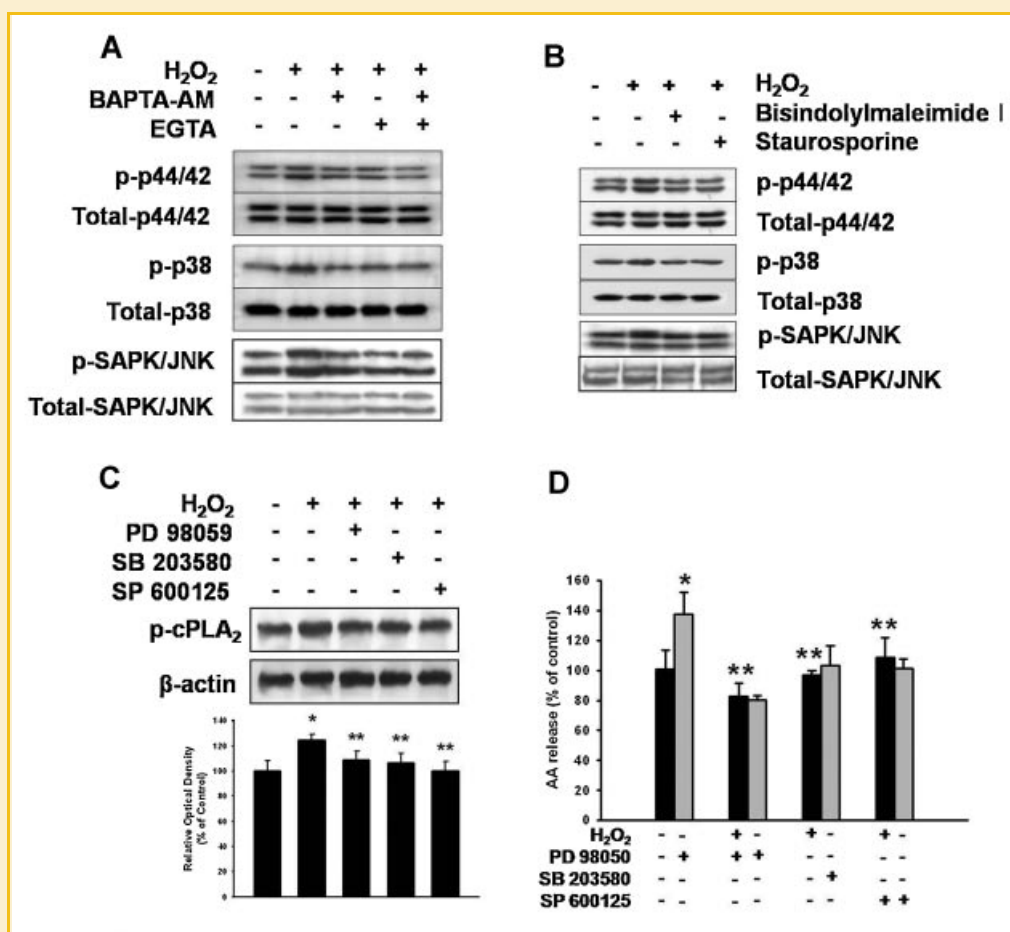 A
H₂O₂ - + + + +
BAPTA-AM - - + - +
EGTA - - - + +
p-p44/42
Total-p44/42
p-p38
Total-p38
p-SAPK/JNK
Total-SAPK/JNK
B
- + + + H₂O₂
- - + - Bisindolylmaleimide I
- - - + Staurosporine
p-p44/42
Total-p44/42
p-p38
Total-p38
p-SAPK/JNK
Total-SAPK/JNK
C
H₂O₂ - + + + +
PD 98059 - - + - -
SB 203580 - - - + -
SP 600125 - - - - +
p-cPLA₂
β-actin
Relative Optical Density
(% of Control)
140
120
100
80
60
40
20
0
* ** ** **
D
AA release (% of control)
160
140
120
100
80
60
40
20
0
* ** ** **
H₂O₂ - - + - + - + -
PD 98050 - + + + - - - -
SB 203580 - - - - - + - -
SP 600125 - - - - - - + +